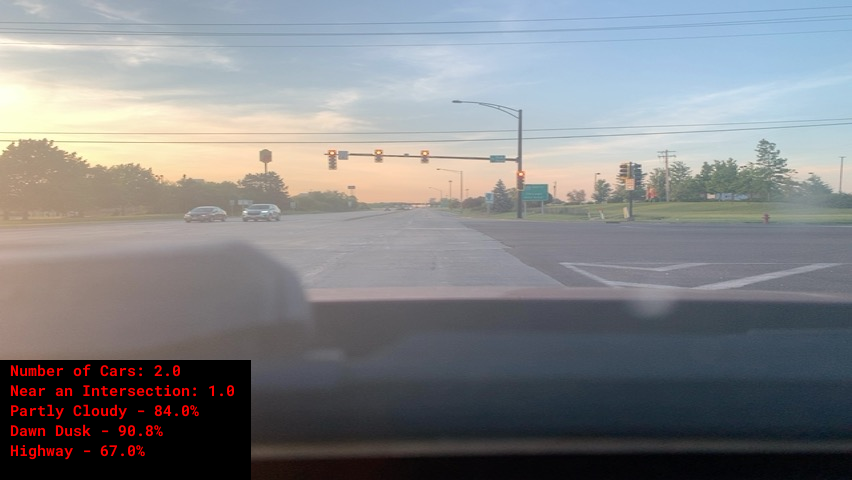 Number of Cars: 2.0
Near an Intersection: 1.0
Partly Cloudy - 84.0%
Dawn Dusk - 90.8%
Highway - 67.0%